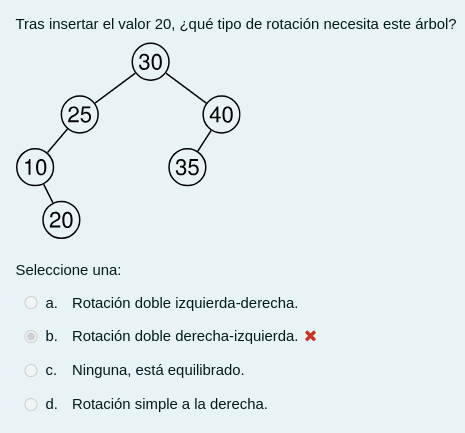 Tras insertar el valor 20, ¿qué tipo de rotación necesita este árbol?
30
25
40
10
35
20
Seleccione una:
a. Rotación doble izquierda-derecha.
b. Rotación doble derecha-izquierda.
c. Ninguna, está equilibrado.
d. Rotación simple a la derecha.